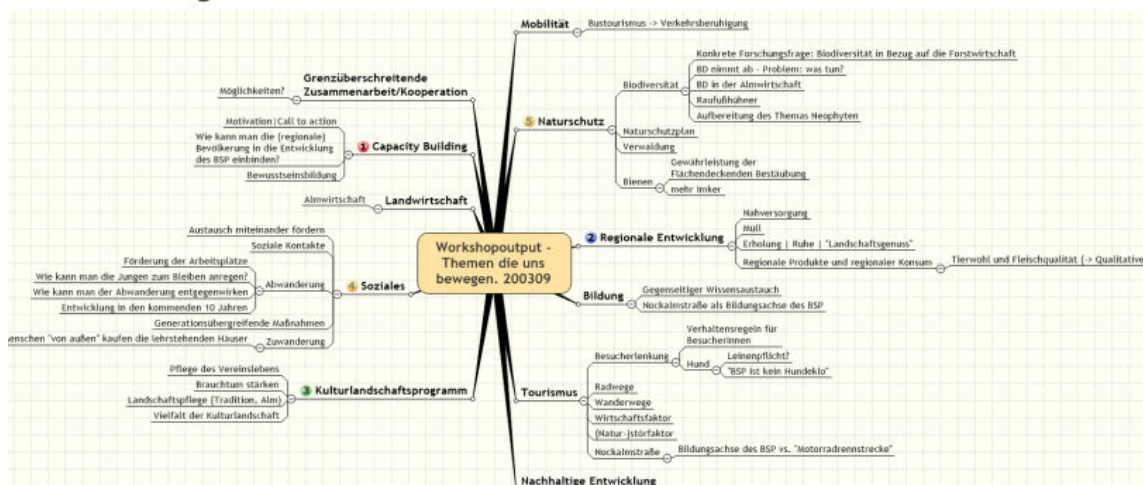 Mobilität
Bustourismus -> Verkehrsberuhigung
Grenzüberschreitende
Zusammenarbeit/Kooperation
Möglichkeiten?
1 Capacity Building
Motivation|Call to action
Wie kann man die (regionale)
Bevölkerung in die Entwicklung
des BSP einbinden?
Bewusstseinsbildung
Landwirtschaft
Almwirtschaft
4 Soziales
Austausch miteinander fördern
Soziale Kontakte
Abwanderung
Förderung der Arbeitsplätze
Wie kann man die Jungen zum Bleiben anregen?
Wie kann man der Abwanderung entgegenwirken
Entwicklung in den kommenden 10 Jahren
Generationsübergreifende Maßnahmen
Zuwanderung
enschen "von außen" kaufen die lehrstehenden Häuser
3 Kulturlandschaftsprogramm
Pflege des Vereinslebens
Brauchtum stärken
Landschaftspflege (Tradition, Alm)
Vielfalt der Kulturlandschaft
Workshopoutput -
Themen die uns
bewegen. 200309
5 Naturschutz
Biodiversität
Konkrete Forschungsfrage: Biodiversität in Bezug auf die Forstwirtschaft
BD nimmt ab - Problem: was tun?
BD in der Almwirtschaft
Raufußhühner
Aufbereitung des Themas Neophyten
Naturschutzplan
Verwaldung
Bienen
Gewährleistung der
Flächendeckenden Bestäubung
mehr Imker
2 Regionale Entwicklung
Nahversorgung
Müll
Erholung | Ruhe | "Landschaftsgenuss"
Regionale Produkte und regionaler Konsum
Tierwohl und Fleischqualität (-> Qualitative
Bildung
Gegenseitiger Wissensaustauch
Nockalmstraße als Bildungsachse des BSP
Tourismus
Besucherlenkung
Verhaltensregeln für
Besucherinnen
Hund
Leinenpflicht?
"BSP ist kein Hundeklo"
Radwege
Wanderwege
Wirtschaftsfaktor
(Natur-)störfaktor
Nockalmstraße
Bildungsachse des BSP vs. "Motorradrennstrecke"
Nachhaltige Entwicklung